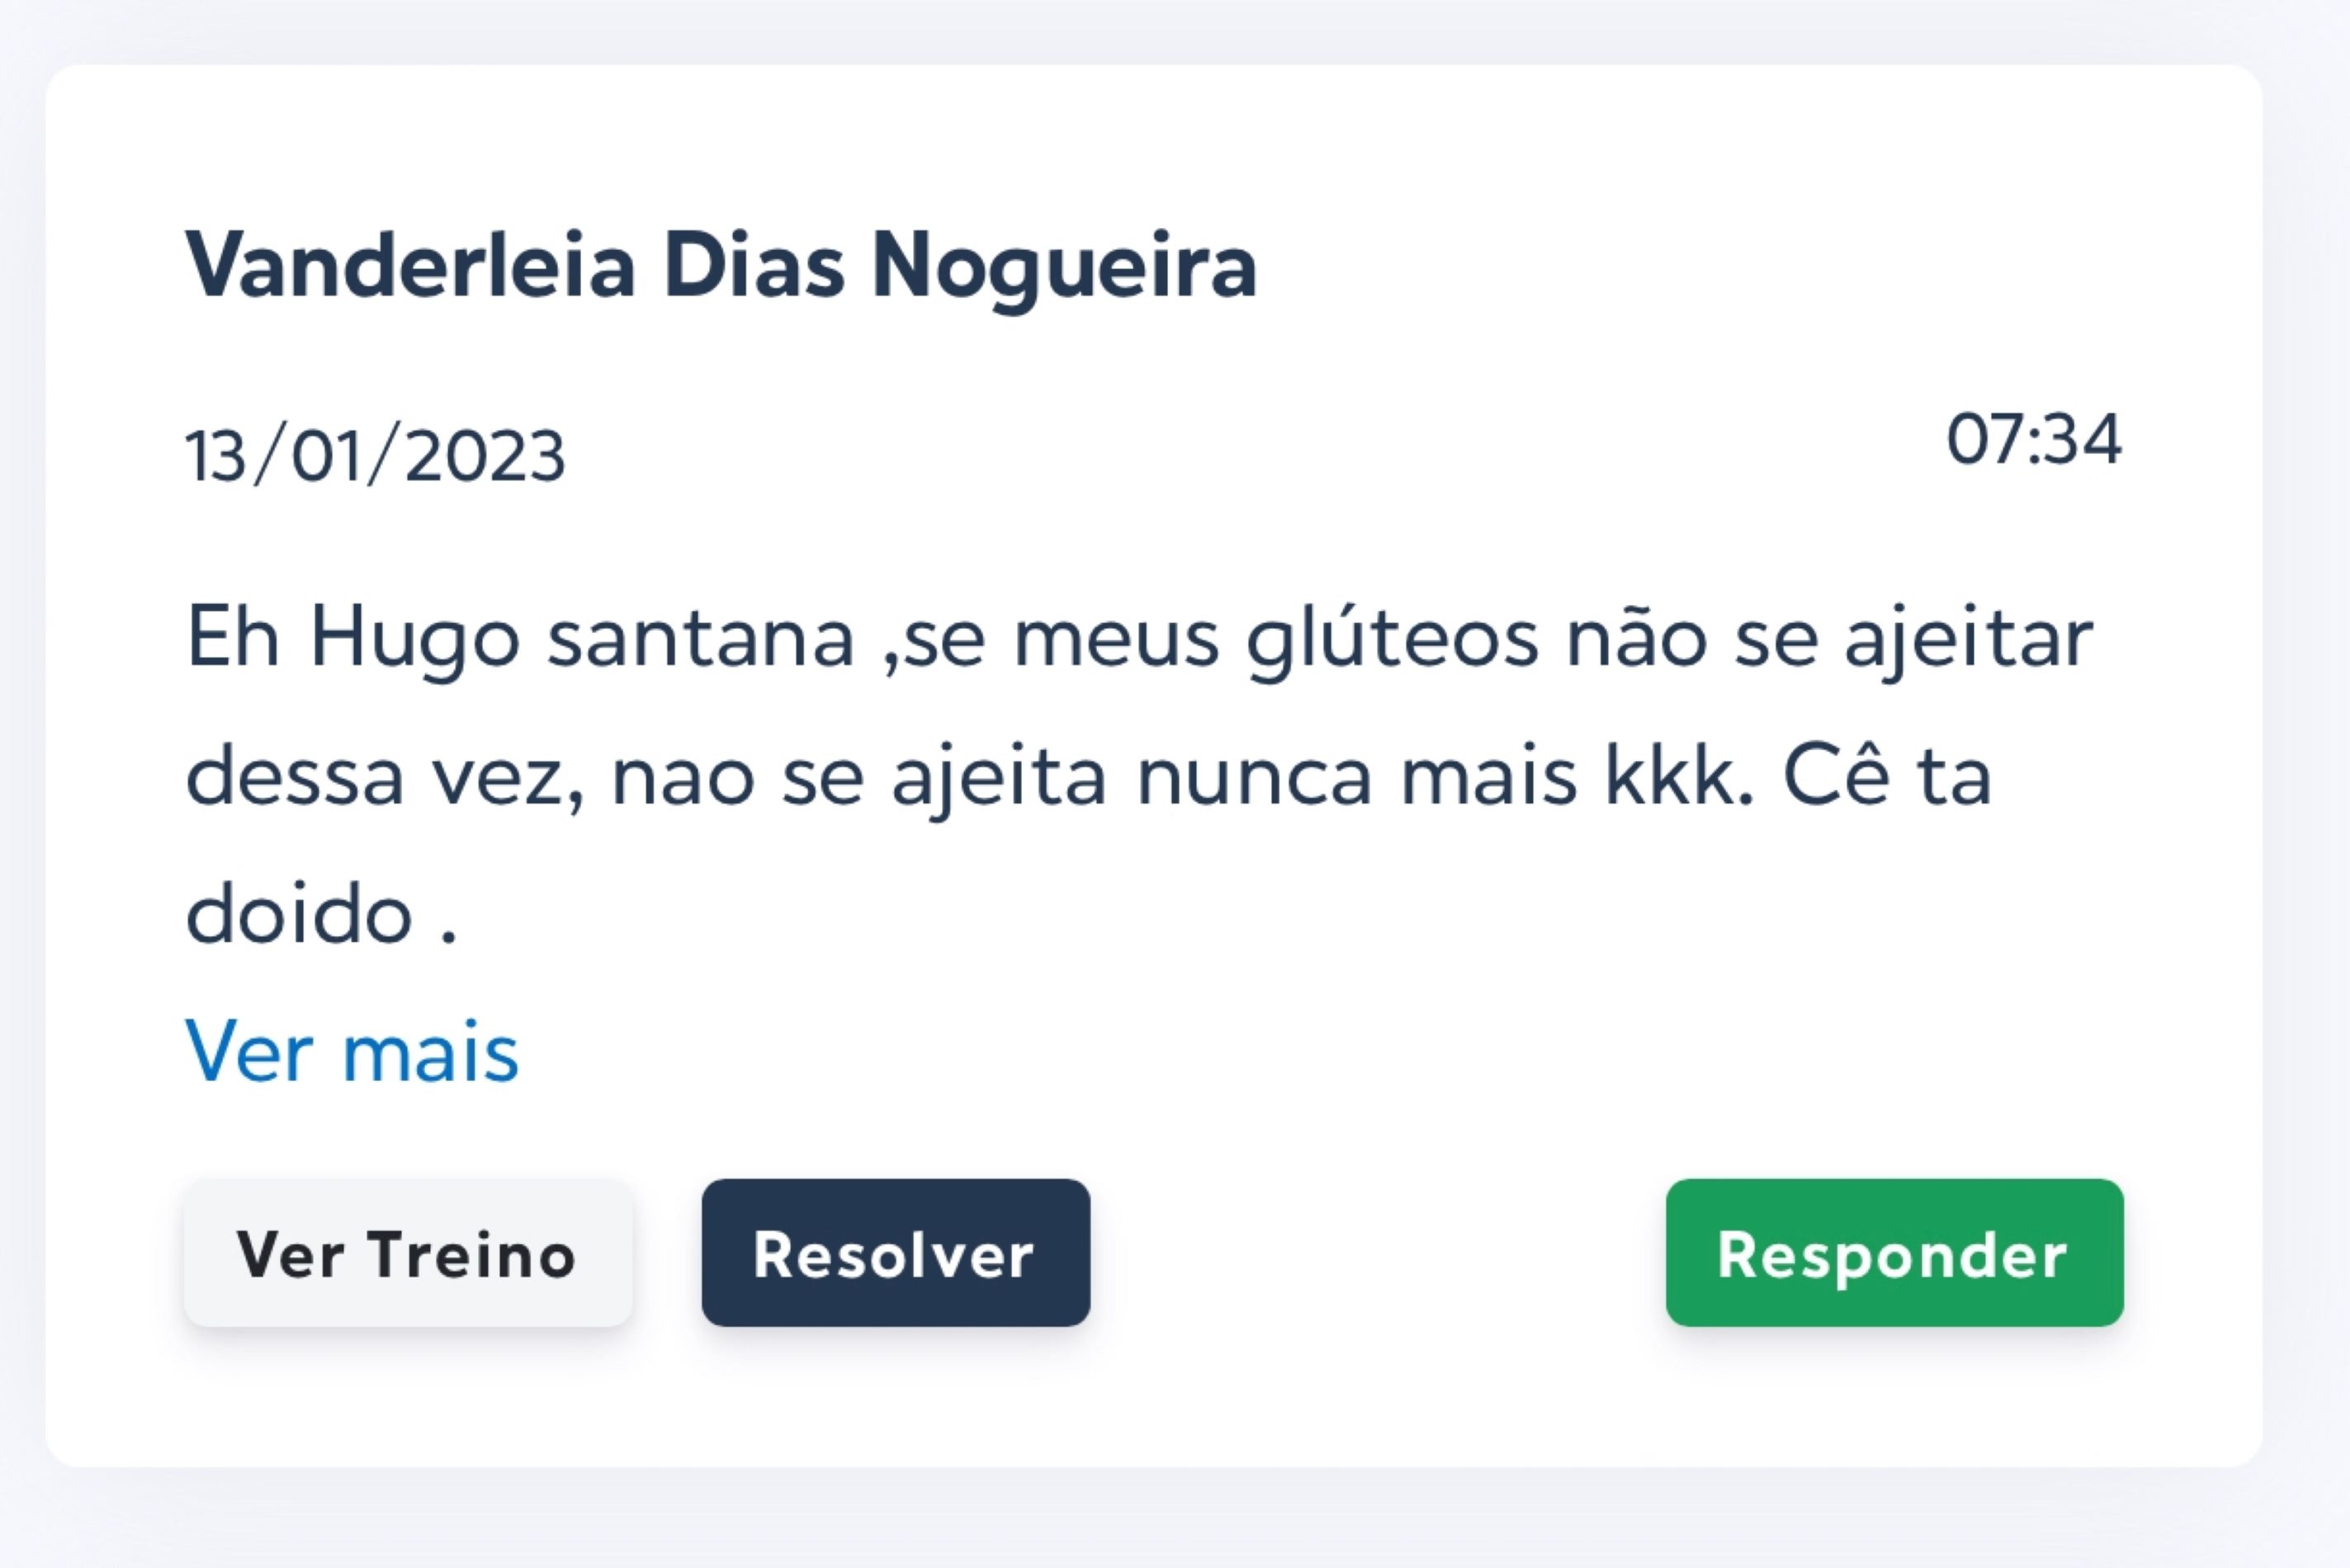 Vanderleia Dias Nogueira
13/01/2023 07:34
Eh Hugo santana ,se meus glúteos não se ajeitar
dessa vez, nao se ajeita nunca mais kkk. Cê ta
doido .
Ver mais
Ver Treino Resolver Responder